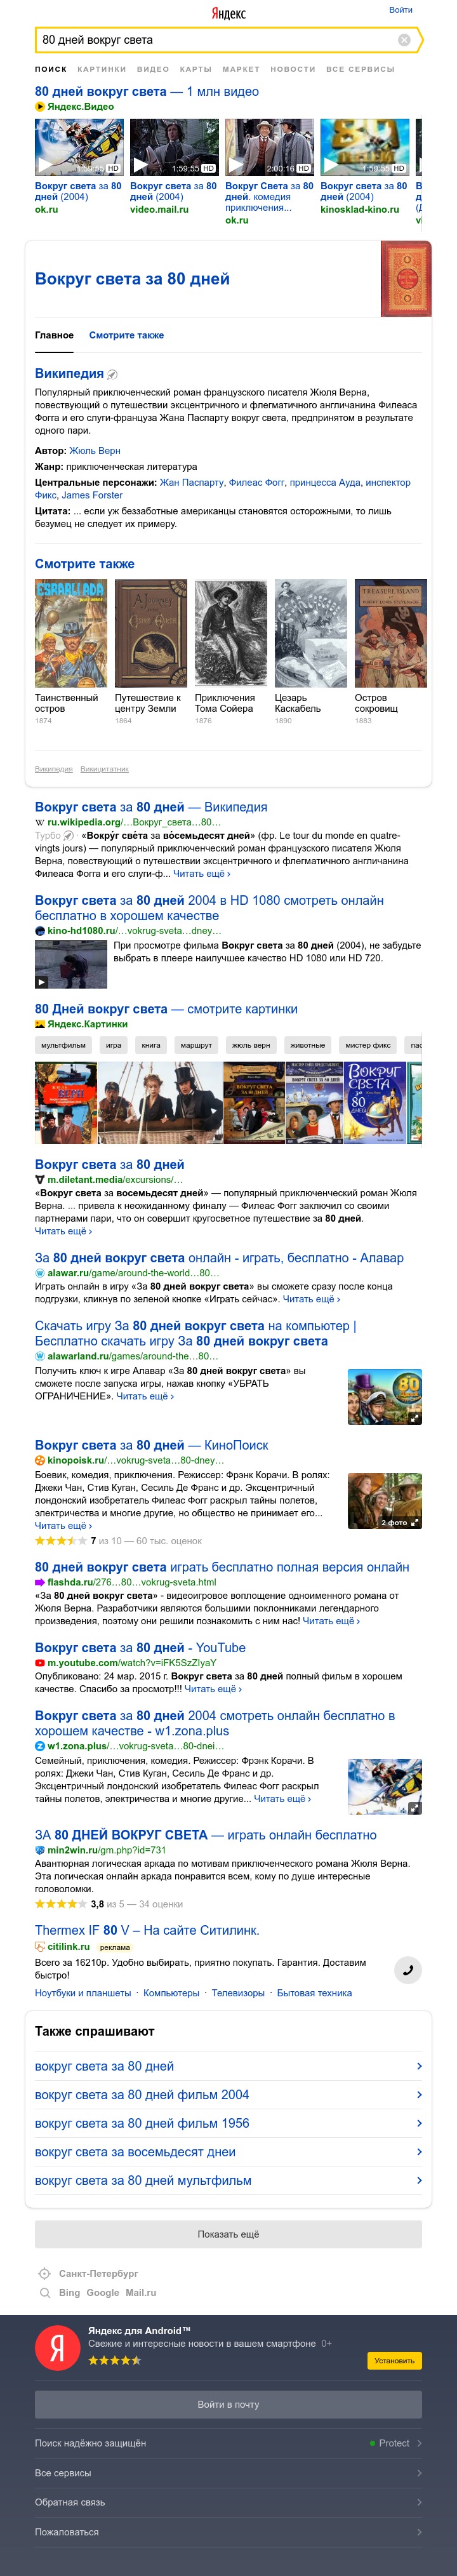 Яндекс
Войти
80 дней вокруг света
ПОИСК КАРТИНКИ ВИДЕО КАРТЫ МАРКЕТ НОВОСТИ ВСЕ СЕРВИСЫ
80 дней вокруг света — 1 млн видео
Яндекс.Видео
1:59:55 HD
2:00:16 HD
Вокруг света за 80 дней (2004)
ok.ru
Вокруг света за 80 дней (2004)
video.mail.ru
Вокруг Света за 80 дней. комедия приключения...
ok.ru
Вокруг света за 80 дней (2004)
kinosklad-kino.ru
Вокруг света за 80 дней
Главное Смотрите также
Википедия
Популярный приключенческий роман французского писателя Жюля Верна,
повествующий о путешествии эксцентричного и флегматичного англичанина Филеаса
Фогга и его слуги-француза Жана Паспарту вокруг света, предпринятом в результате
одного пари.
Автор: Жюль Верн
Жанр: приключенческая литература
Центральные персонажи: Жан Паспарту, Филеас Фогг, принцесса Ауда, инспектор
Фикс, James Forster
Цитата: ... если уж беззаботные американцы становятся осторожными, то лишь
безумец не следует их примеру.
Смотрите также
TREASURE ISLAND
Таинственный остров
1874
Путешествие к центру Земли
1864
Приключения Тома Сойера
1876
Цезарь Каскабель
1890
Остров сокровищ
1883
Википедия Викицитатник
Вокруг света за 80 дней — Википедия
ru.wikipedia.org/…Вокруг_света…80…
Турбо · «Вокру́г све́та за во́семьдесят дней» (фр. Le tour du monde en quatre-
vingts jours) — популярный приключенческий роман французского писателя Жюля
Верна, повествующий о путешествии эксцентричного и флегматичного англичанина
Филеаса Фогга и его слуги-ф... Читать ещё ›
Вокруг света за 80 дней 2004 в HD 1080 смотреть онлайн
бесплатно в хорошем качестве
kino-hd1080.ru/…vokrug-sveta…dney…
При просмотре фильма Вокруг света за 80 дней (2004), не забудьте
выбрать в плеере наилучшее качество HD 1080 или HD 720.
80 Дней вокруг света — смотрите картинки
Яндекс.Картинки
мультфильм игра книга маршрут жюль верн животные мистер фикс пас
ВОКРУГ СВЕТА за 80 ДНЕЙ
Вокруг света за 80 дней
m.diletant.media/excursions/…
«Вокруг света за восемьдесят дней» — популярный приключенческий роман Жюля
Верна. ... привела к неожиданному финалу — Филеас Фогг заключил со своими
партнерами пари, что он совершит кругосветное путешествие за 80 дней.
Читать ещё ›
За 80 дней вокруг света онлайн - играть, бесплатно - Алавар
alawar.ru/game/around-the-world…80…
Играть онлайн в игру «За 80 дней вокруг света» вы сможете сразу после конца
подгрузки, кликнув по зеленой кнопке «Играть сейчас». Читать ещё ›
Скачать игру За 80 дней вокруг света на компьютер |
Бесплатно скачать игру За 80 дней вокруг света
alawarland.ru/games/around-the…80…
Получить ключ к игре Алавар «За 80 дней вокруг света» вы
сможете после запуска игры, нажав кнопку «УБРАТЬ
ОГРАНИЧЕНИЕ». Читать ещё ›
80
Вокруг света за 80 дней — КиноПоиск
kinopoisk.ru/…vokrug-sveta…80-dney…
Боевик, комедия, приключения. Режиссер: Фрэнк Корачи. В ролях:
Джеки Чан, Стив Куган, Сесиль Де Франс и др. Эксцентричный
лондонский изобретатель Филеас Фогг раскрыл тайны полетов,
электричества и многие другие, но общество не принимает его...
Читать ещё ›
2 фото
7 из 10 — 60 тыс. оценок
80 дней вокруг света играть бесплатно полная версия онлайн
flashda.ru/276…80…vokrug-sveta.html
«За 80 дней вокруг света» - видеоигровое воплощение одноименного романа от
Жюля Верна. Разработчики являются большими поклонниками легендарного
произведения, поэтому они решили познакомить с ним нас! Читать ещё ›
Вокруг света за 80 дней - YouTube
m.youtube.com/watch?v=iFK5SzZlyaY
Опубликовано: 24 мар. 2015 г. Вокруг света за 80 дней полный фильм в хорошем
качестве. Спасибо за просмотр!!! Читать ещё ›
Вокруг света за 80 дней 2004 смотреть онлайн бесплатно в
хорошем качестве - w1.zona.plus
w1.zona.plus/…vokrug-sveta…80-dnei…
Семейный, приключения, комедия. Режиссер: Фрэнк Корачи. В
ролях: Джеки Чан, Стив Куган, Сесиль Де Франс и др.
Эксцентричный лондонский изобретатель Филеас Фогг раскрыл
тайны полетов, электричества и многие другие... Читать ещё ›
ЗА 80 ДНЕЙ ВОКРУГ СВЕТА — играть онлайн бесплатно
min2win.ru/gm.php?id=731
Авантюрная логическая аркада по мотивам приключенческого романа Жюля Верна.
Эта логическая онлайн аркада понравится всем, кому по душе интересные
головоломки.
3,8 из 5 — 34 оценки
Thermex IF 80 V – На сайте Ситилинк.
citilink.ru реклама
Всего за 16210р. Удобно выбирать, приятно покупать. Гарантия. Доставим
быстро!
Ноутбуки и планшеты · Компьютеры · Телевизоры · Бытовая техника
Также спрашивают
вокруг света за 80 дней
вокруг света за 80 дней фильм 2004
вокруг света за 80 дней фильм 1956
вокруг света за восемьдесят днеи
вокруг света за 80 дней мультфильм
Показать ещё
Санкт-Петербург
Bing Google Mail.ru
Яндекс для Android™
Свежие и интересные новости в вашем смартфоне 0+
Установить
Войти в почту
Поиск надёжно защищён Protect
Все сервисы
Обратная связь
Пожаловаться